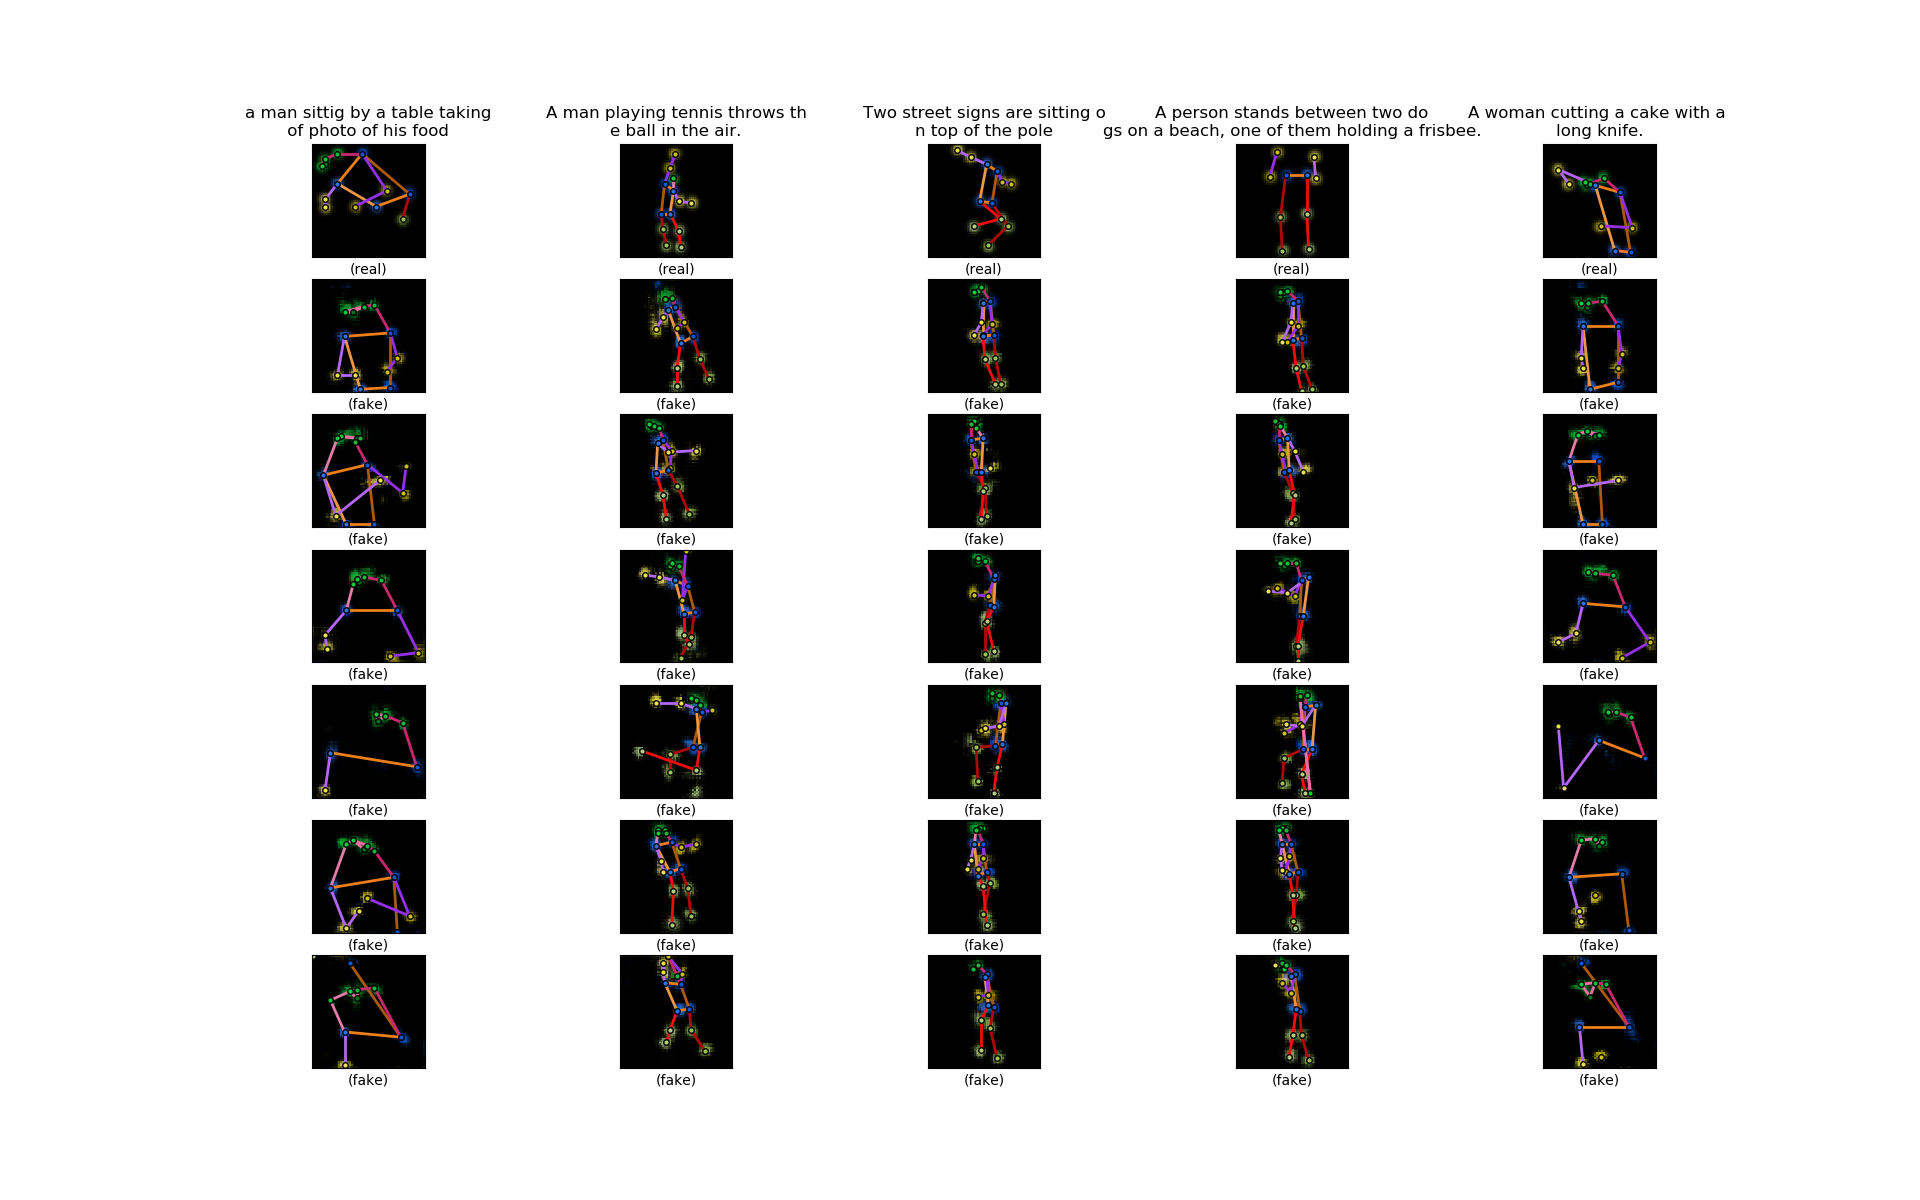 a man sittig by a table taking
of photo of his food
A man playing tennis throws th
e ball in the air.
Two street signs are sitting o
n top of the pole
A person stands between two do
gs on a beach, one of them holding a frisbee.
A woman cutting a cake with a
long knife.
(real) (real) (real) (real) (real)
(fake) (fake) (fake) (fake) (fake)
(fake) (fake) (fake) (fake) (fake)
(fake) (fake) (fake) (fake) (fake)
(fake) (fake) (fake) (fake) (fake)
(fake) (fake) (fake) (fake) (fake)
(fake) (fake) (fake) (fake) (fake)